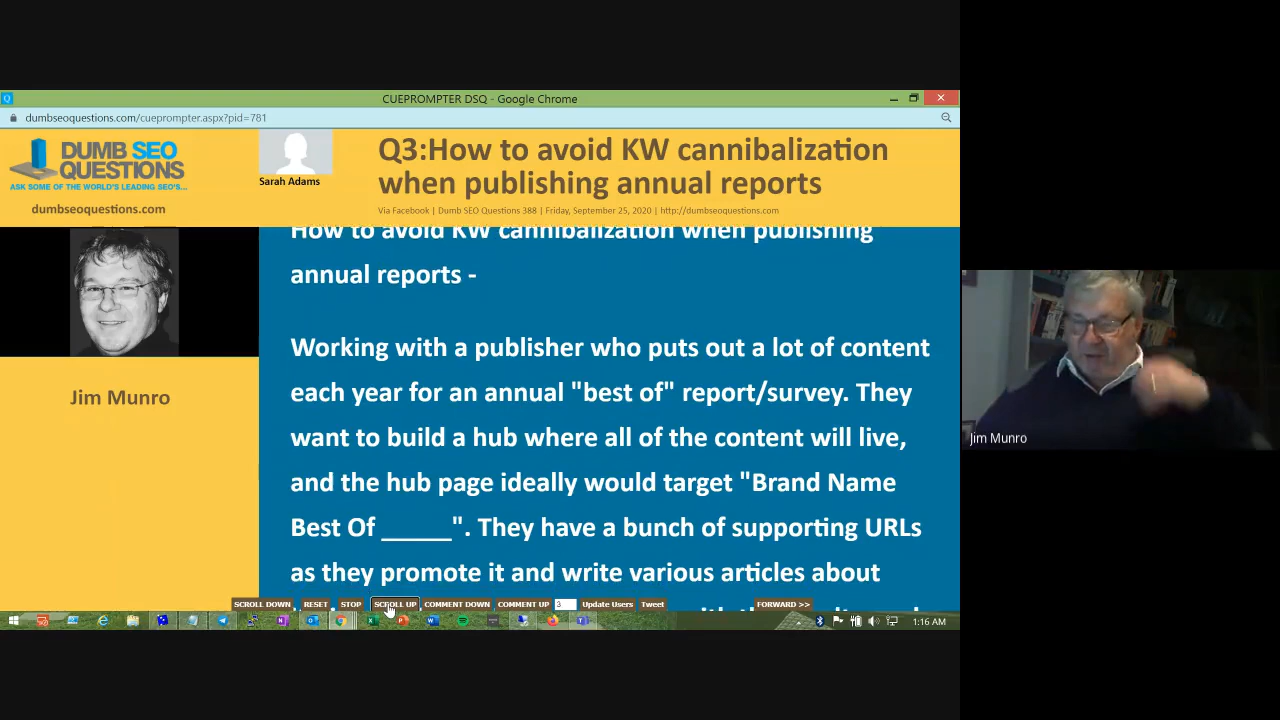 CUEPROMPTER DSQ - Google Chrome
dumbseoquestions.com/cueprompter.aspx?pid=781
DUMB SEO
QUESTIONS
ASK SOME OF THE WORLD'S LEADING SEO'S...
dumbseoquestions.com
Sarah Adams
Q3:How to avoid KW cannibalization
when publishing annual reports
Via Facebook | Dumb SEO Questions 388 | Friday, September 25, 2020 | http://dumbseoquestions.com
Jim Munro
How to avoid KW cannibalization when publishing
annual reports -
Working with a publisher who puts out a lot of content
each year for an annual "best of" report/survey. They
want to build a hub where all of the content will live,
and the hub page ideally would target "Brand Name
Best Of _____". They have a bunch of supporting URLs
as they promote it and write various articles about
SCROLL DOWN RESET STOP SCROLL UP COMMENT DOWN COMMENT UP 3 Update Users Tweet FORWARD >>
1:16 AM
Jim Munro